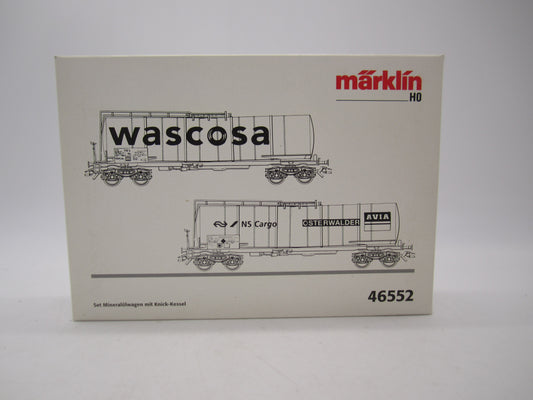 märklin
H0
wascosa
NS Cargo OSTERWALDER AVIA
Set Mineralölwagen mit Knick-Kessel
46552